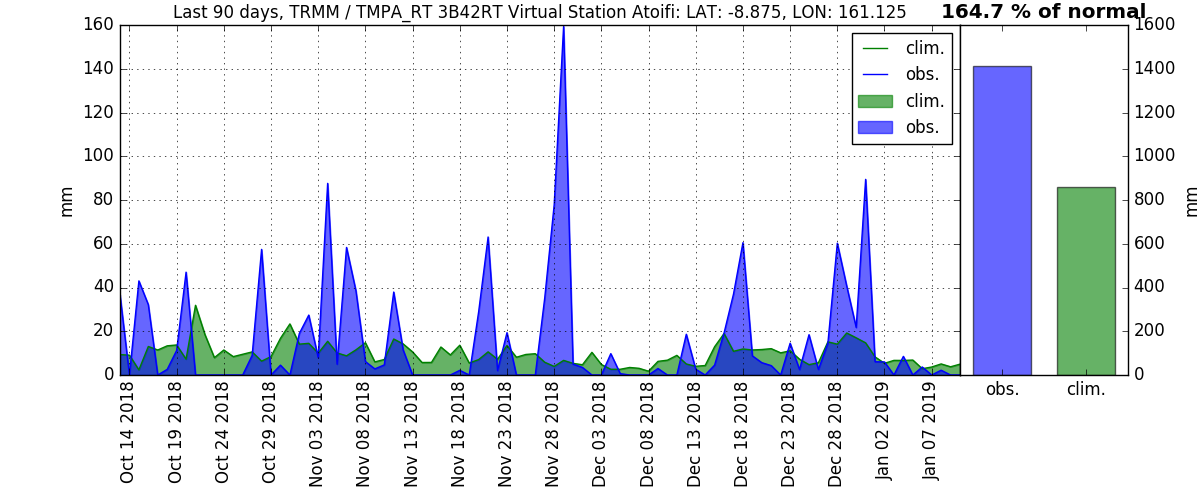 Last 90 days, TRMM / TMPA_RT 3B42RT Virtual Station Atoifi: LAT: -8.875, LON: 161.125
164.7 % of normal
160
140
120
100
80
60
40
20
0
mm
clim.
obs.
clim.
obs.
1600
1400
1200
1000
800
600
400
200
0
mm
Oct 14 2018
Oct 19 2018
Oct 24 2018
Oct 29 2018
Nov 03 2018
Nov 08 2018
Nov 13 2018
Nov 18 2018
Nov 23 2018
Nov 28 2018
Dec 03 2018
Dec 08 2018
Dec 13 2018
Dec 18 2018
Dec 23 2018
Dec 28 2018
Jan 02 2019
Jan 07 2019
obs.
clim.